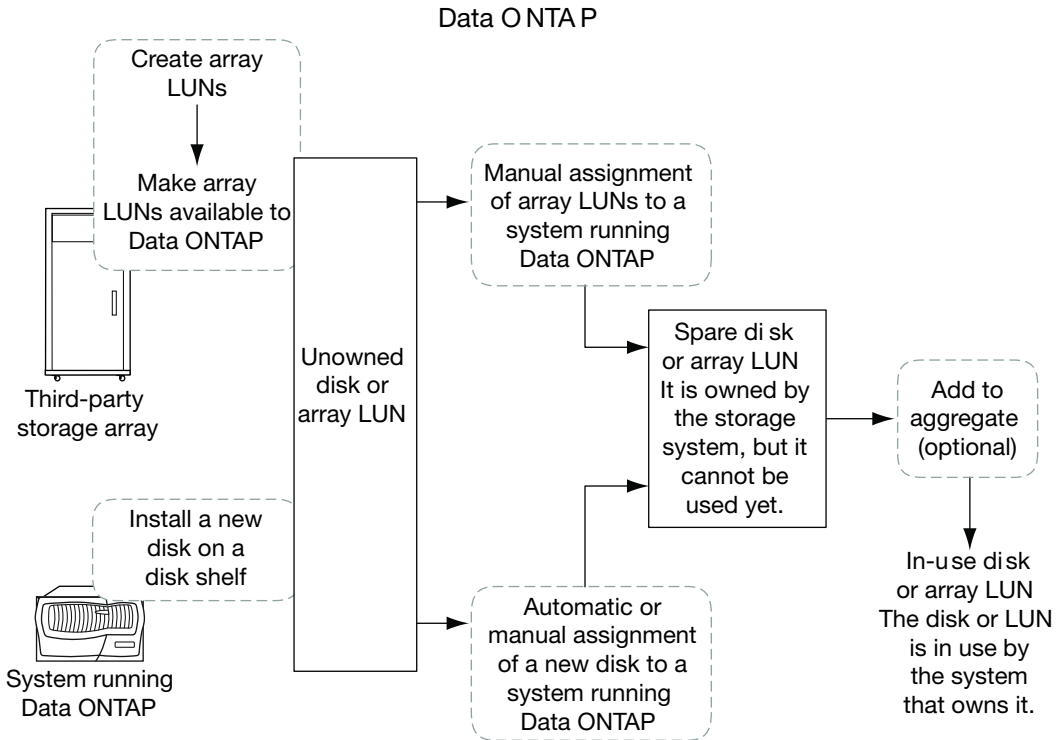 Data ONTAP
Create array
LUNs
Make array
LUNs available to
Data ONTAP
Third-party
storage array
Install a new
disk on a
disk shelf
System running
Data ONTAP
Unowned
disk or
array LUN
Manual assignment
of array LUNs to a
system running
Data ONTAP
Automatic or
manual assignment
of a new disk to a
system running
Data ONTAP
Spare disk
or array LUN
It is owned by
the storage
system, but it
cannot be
used yet.
Add to
aggregate
(optional)
In-use disk
or array LUN
The disk or LUN
is in use by
the system
that owns it.